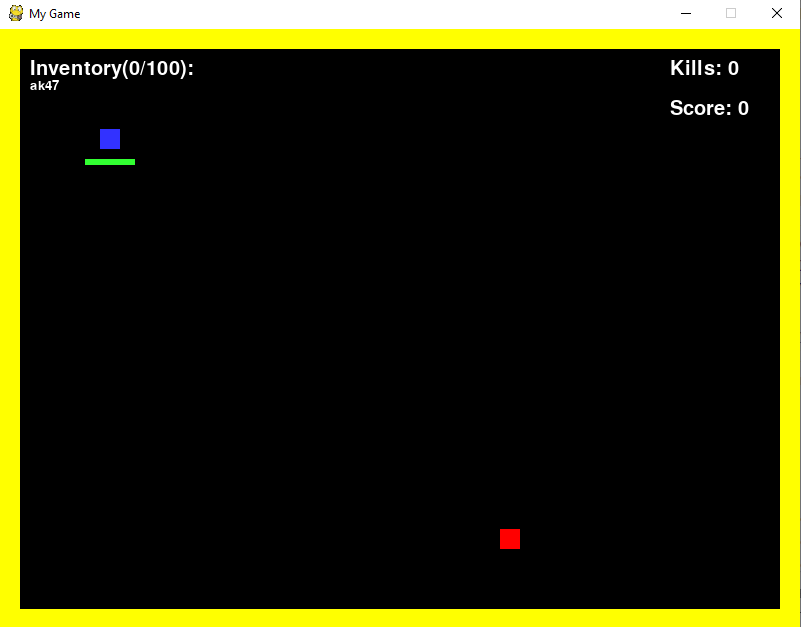 My Game
Inventory(0/100):
ak47
Kills: 0
Score: 0